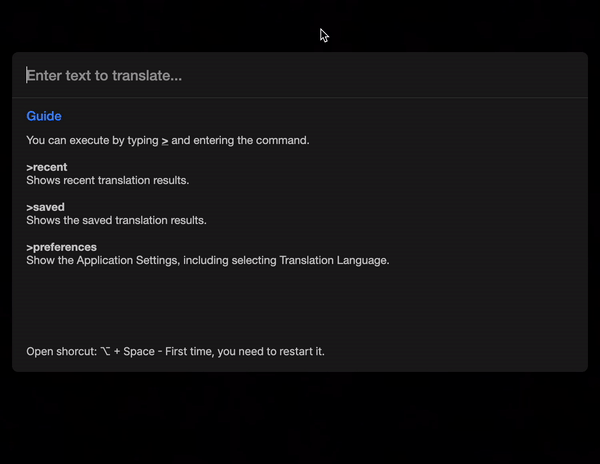 Enter text to translate...
Guide
You can execute by typing > and entering the command.
>recent
Shows recent translation results.
>saved
Shows the saved translation results.
>preferences
Show the Application Settings, including selecting Translation Language.
Open shorcut: ⌥ + Space - First time, you need to restart it.